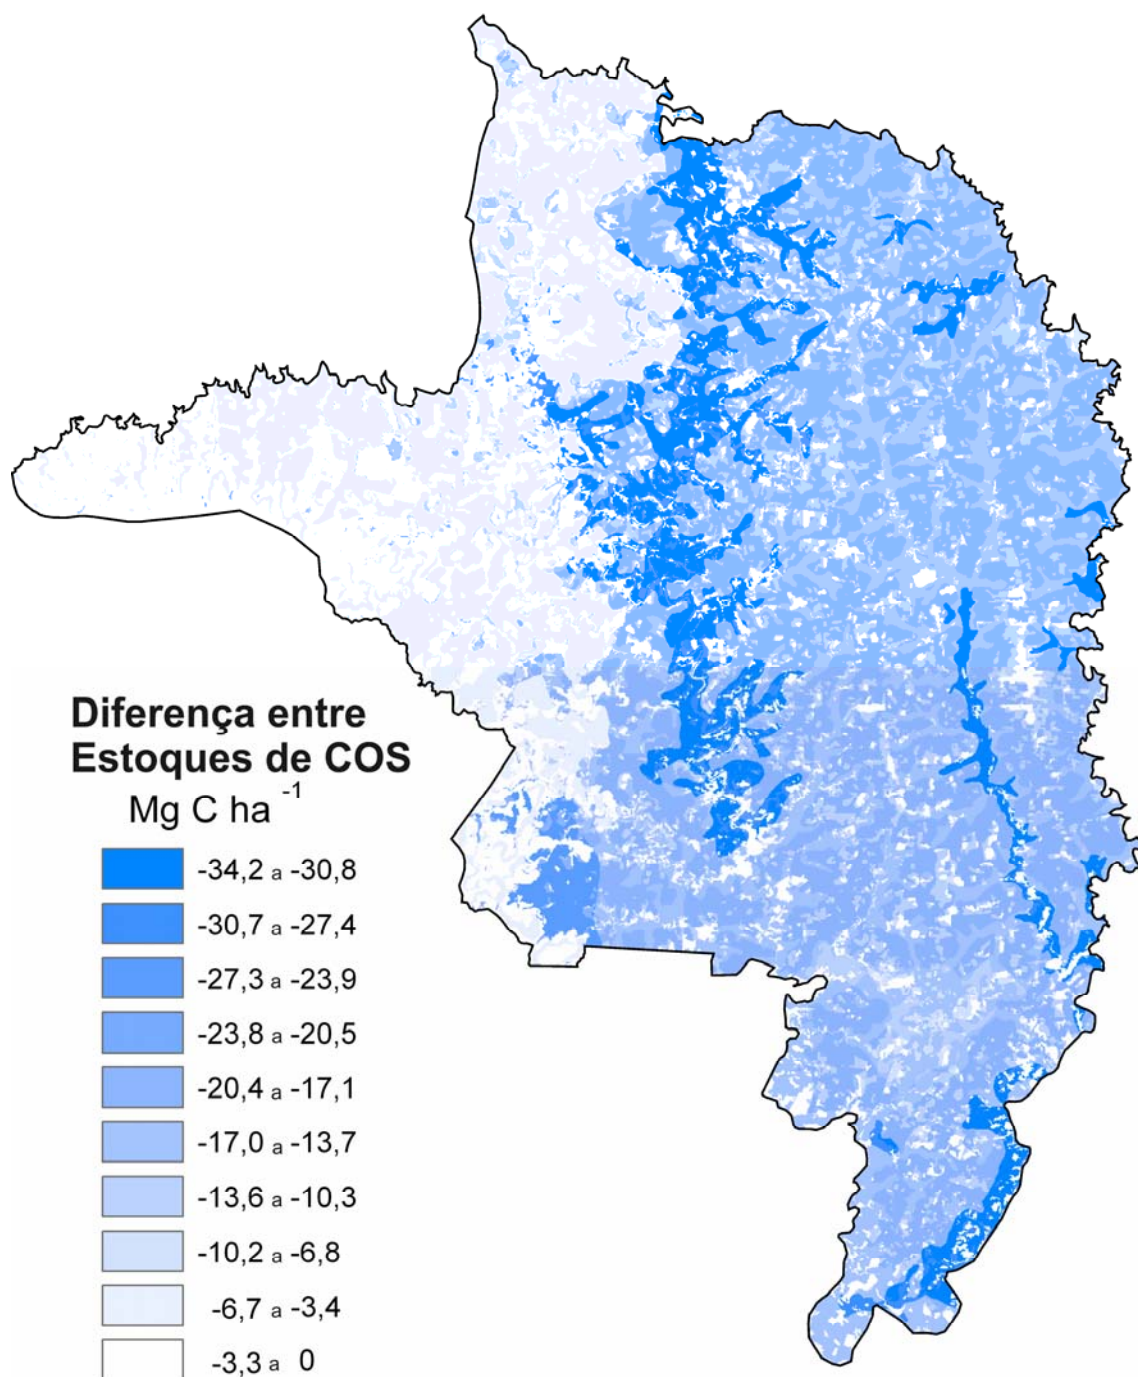 Diferença entre
Estoques de COS
Mg C ha -1
-34,2 a -30,8
-30,7 a -27,4
-27,3 a -23,9
-23,8 a -20,5
-20,4 a -17,1
-17,0 a -13,7
-13,6 a -10,3
-10,2 a -6,8
-6,7 a -3,4
-3,3 a 0